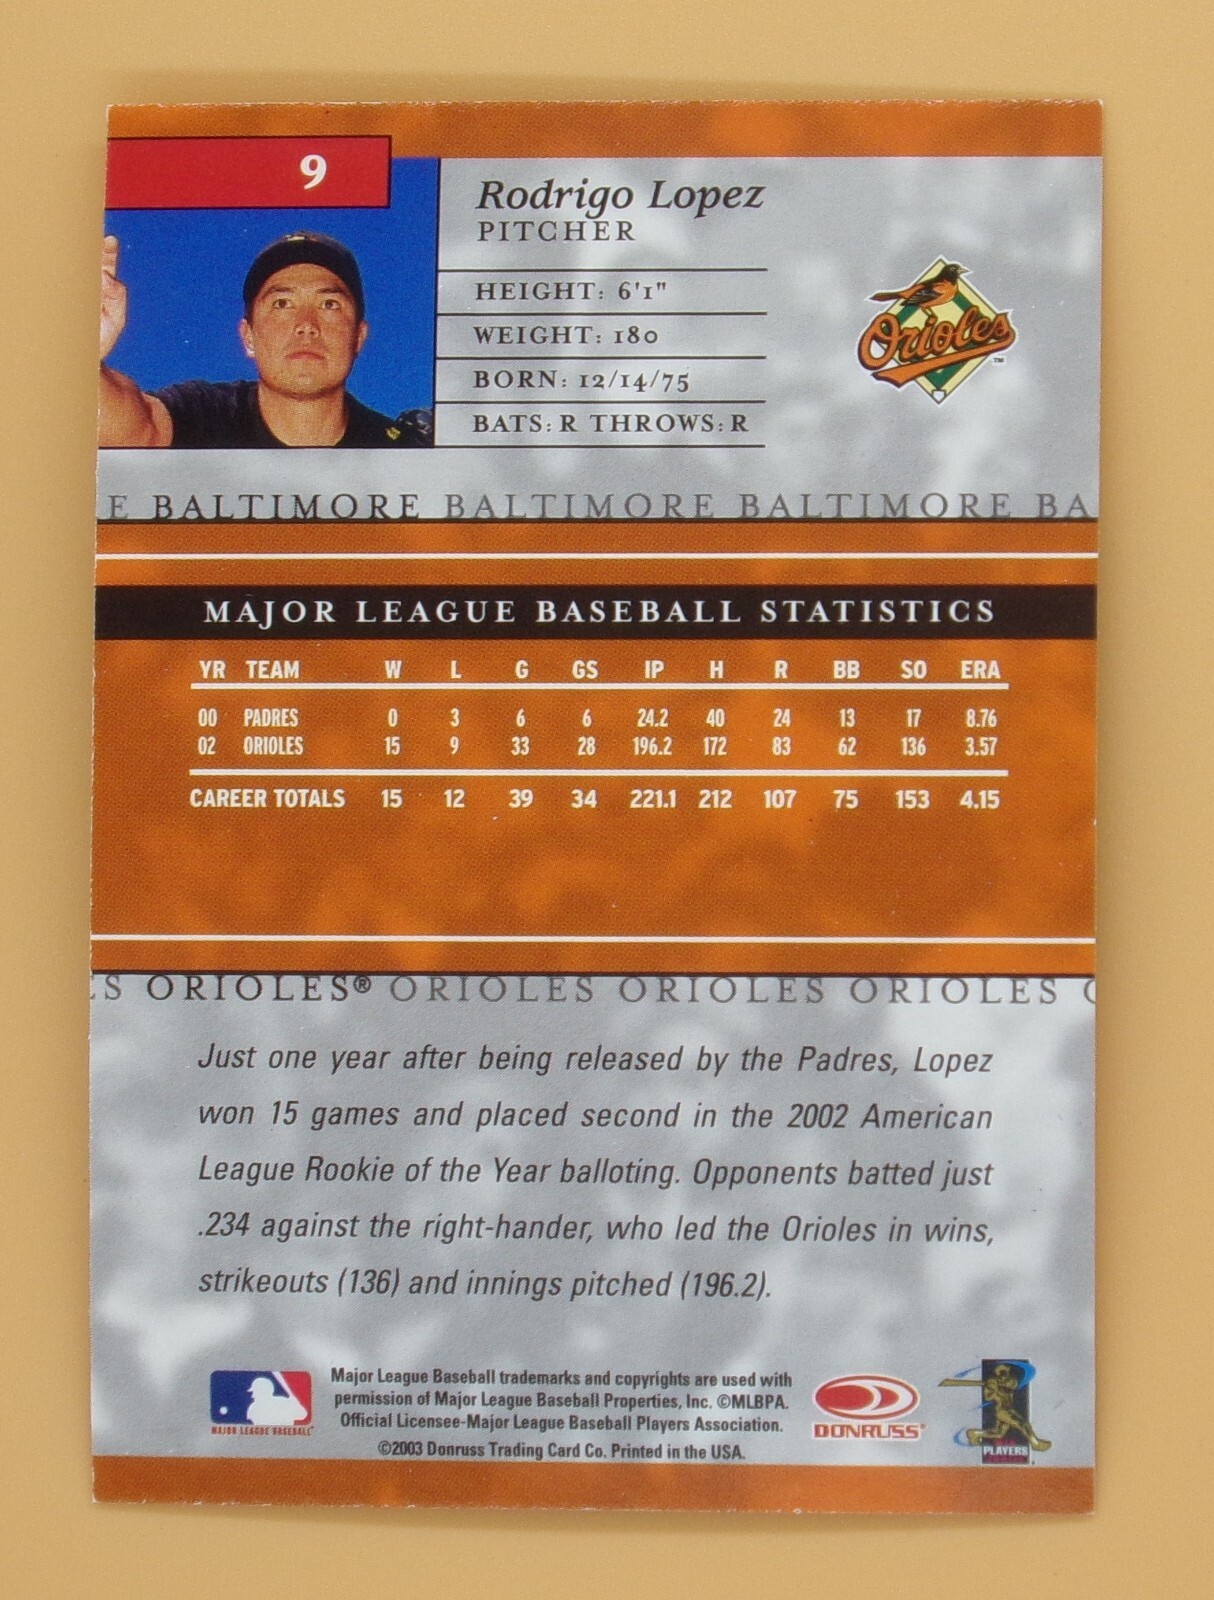 9
Rodrigo Lopez
PITCHER
HEIGHT: 6'1"
WEIGHT: 180
BORN: 12/14/75
BATS: R THROWS: R
Orioles™
E BALTIMORE BALTIMORE BALTIMORE BA
MAJOR LEAGUE BASEBALL STATISTICS
YR TEAM W L G GS IP H R BB SO ERA
00 PADRES 0 3 6 6 24.2 40 24 13 17 8.76
02 ORIOLES 15 9 33 28 196.2 172 83 62 136 3.57
CAREER TOTALS 15 12 39 34 221.1 212 107 75 153 4.15
ES ORIOLES® ORIOLES ORIOLES ORIOLES O
Just one year after being released by the Padres, Lopez
won 15 games and placed second in the 2002 American
League Rookie of the Year balloting. Opponents batted just
.234 against the right-hander, who led the Orioles in wins,
strikeouts (136) and innings pitched (196.2).
MAJOR LEAGUE BASEBALL
Major League Baseball trademarks and copyrights are used with
permission of Major League Baseball Properties, Inc. ©MLBPA.
Official Licensee-Major League Baseball Players Association.
©2003 Donruss Trading Card Co. Printed in the USA.
DONRUSS®
PLAYERS